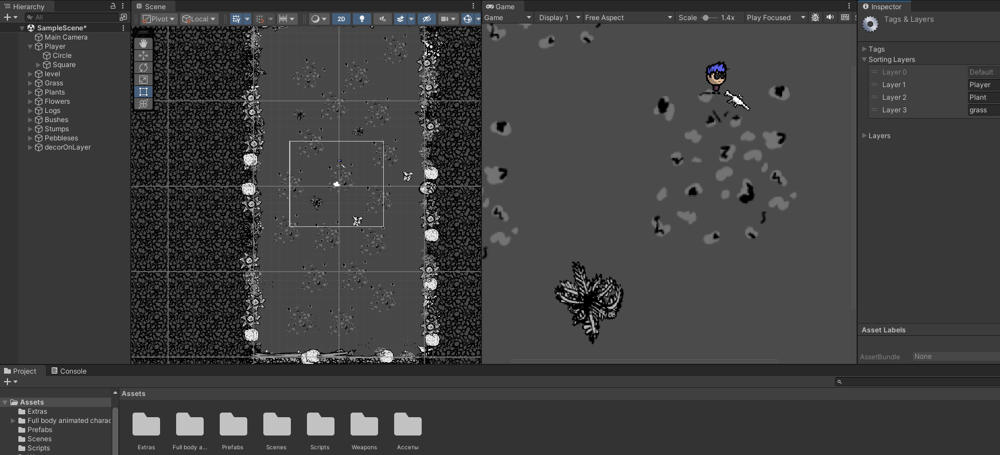 Hierarchy
All
SampleScene*
Main Camera
Player
Circle
Square
level
Grass
Plants
Flowers
Logs
Bushes
Stumps
Pebbleses
decorOnLayer
Scene
Pivot
Local
2D
Game
Game
Display 1
Free Aspect
Scale
1.4x
Play Focused
Inspector
Tags & Layers
Tags
Sorting Layers
Layer 0 Default
Layer 1 Player
Layer 2 Plant
Layer 3 grass
Layers
Asset Labels
AssetBundle None
Project
Console
Assets
Extras
Full body animated charac
Prefabs
Scenes
Scripts
Assets
Extras
Full body a...
Prefabs
Scenes
Scripts
Weapons
Ассеты